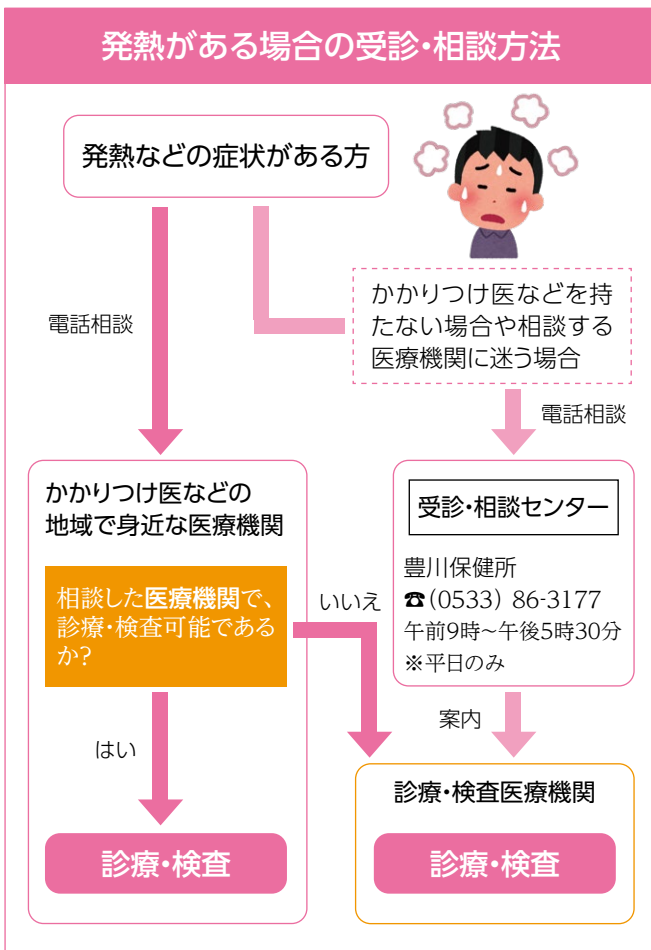 発熱がある場合の受診・相談方法
発熱などの症状がある方
かかりつけ医などを持
たない場合や相談する
医療機関に迷う場合
電話相談
電話相談
かかりつけ医などの
地域で身近な医療機関
相談した医療機関で、
診療・検査可能である
か?
いいえ
はい
診療・検査
受診・相談センター
豊川保健所
☎(0533) 86-3177
午前9時~午後5時30分
※平日のみ
案内
診療・検査医療機関
診療・検査